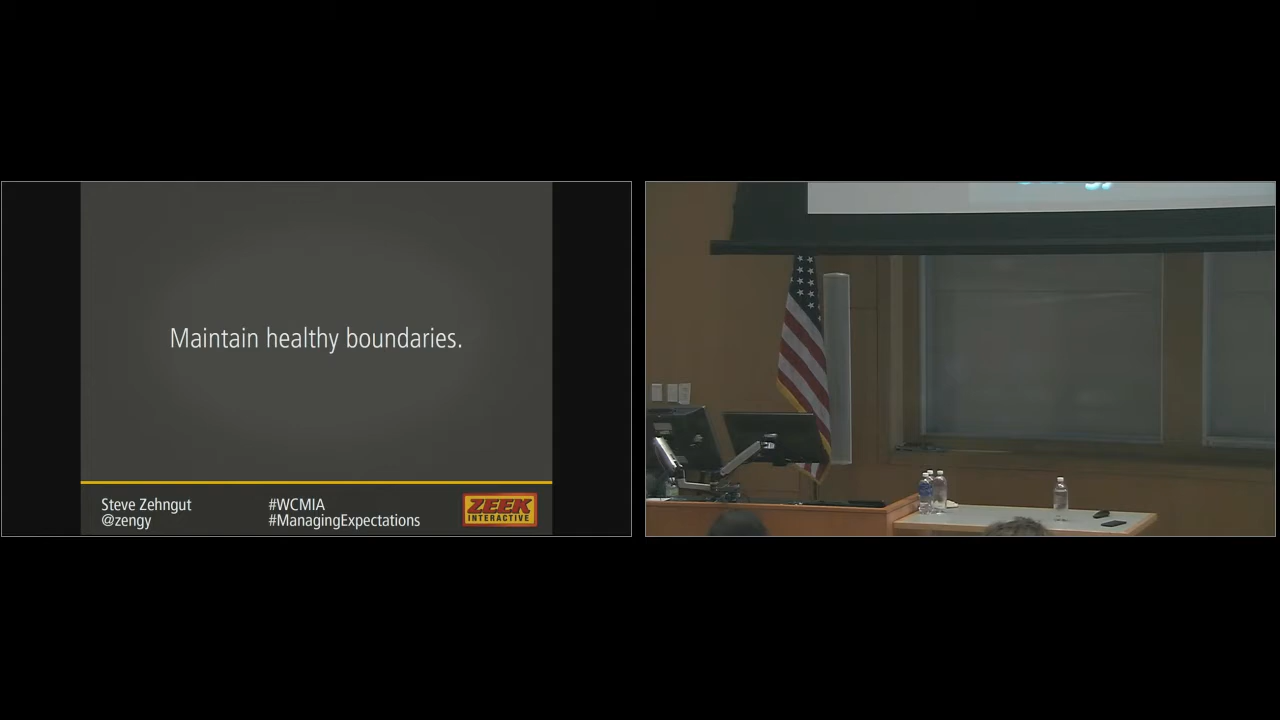 Maintain healthy boundaries.
Steve Zehngut
@zengy
#WCMIA
#ManagingExpectations
ZEEK
INTERACTIVE